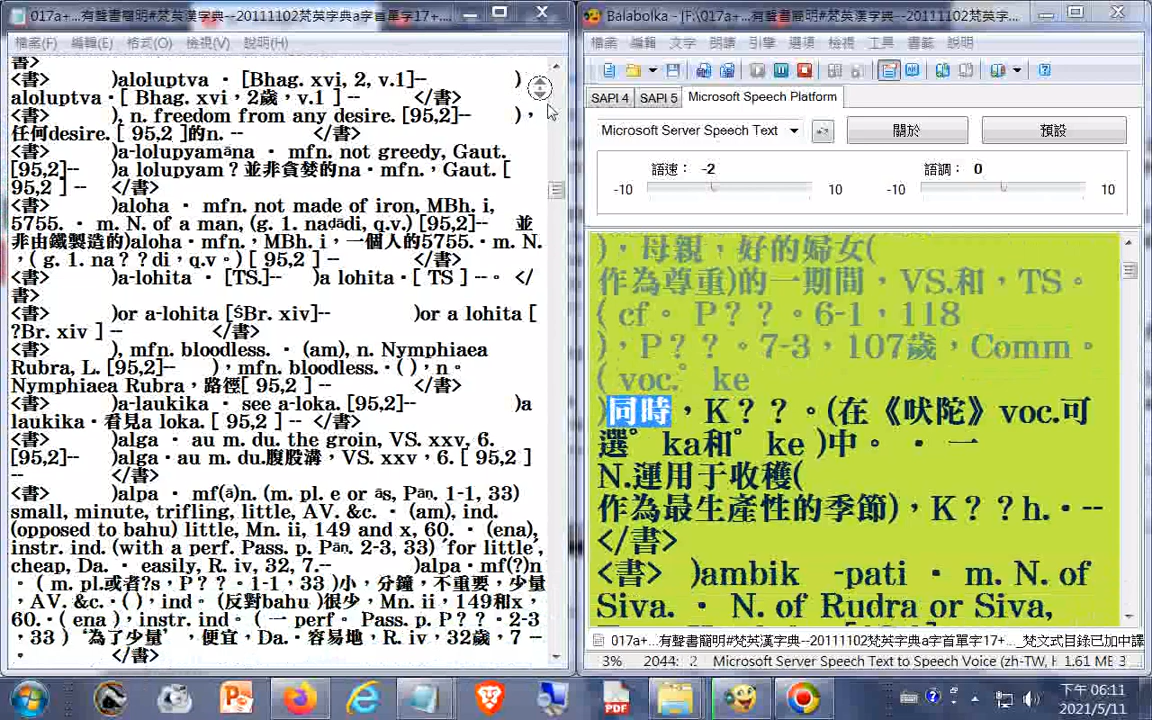 017a+...有聲書簡明#梵英漢字典--20111102梵英字典a字首單字17+...
檔案(F) 編輯(E) 格式(O) 檢視(V) 說明(H)
書>
<書> )aloluptva ‧ [Bhag. xvi, 2, v.1]-- )
aloluptva‧[ Bhag. xvi，2歲，v.1 ] -- </書>
<書> ), n. freedom from any desire. [95,2]-- )，
任何desire. [ 95,2 ]的n. -- </書>
<書> )a-lolupyamāna ‧ mfn. not greedy, Gaut.
[95,2]-- )a lolupyam？並非貪婪的na‧mfn.，Gaut. [
95,2 ] -- </書>
<書> )aloha ‧ mfn. not made of iron, MBh. i,
5755. ‧ m. N. of a man, (g. 1. naḍādi, q.v.) [95,2]-- 並
非由鐵製造的)aloha‧mfn.，MBh. i，一個人的5755.‧m. N.
，( g. 1. na？？di，q.v。) [ 95,2 ] -- </書>
<書> )a-lohita ‧ [TS.]-- )a lohita‧[ TS ] --。 </
書>
<書> )or a-lohita [ŚBr. xiv]-- )or a lohita [
?Br. xiv ] -- </書>
<書> ), mfn. bloodless. ‧ (am), n. Nymphiaea
Rubra, L. [95,2]-- )，mfn. bloodless.‧( )，n。
Nymphiaea Rubra，路徑[ 95,2 ] </書>
<書> )a-laukika ‧ see a-loka. [95,2]-- )a
laukika‧看見a loka. [ 95,2 ] -- </書>
<書> )alga ‧ au m. du. the groin, VS. xxv, 6.
[95,2]-- )alga‧au m. du.腹股溝，VS. xxv，6. [ 95,2 ]
-- </書>
<書> )alpa ‧ mf(ā)n. (m. pl. e or ās, Pāṇ. 1-1, 33)
small, minute, trifling, little, AV. &c. ‧ (am), ind.
(opposed to bahu) little, Mn. ii, 149 and x, 60. ‧ (ena),
instr. ind. (with a perf. Pass. p. Pāṇ. 2-3, 33) 'for little',
cheap, Da. ‧ easily, R. iv, 32, 7.-- )alpa‧mf(?)n
‧( m. pl.或者?s，P？？‧1-1，33 )小，分鐘，不重要，少量
，AV. &c.‧( )，ind。(反對bahu )很少，Mn. ii，149和x，
60.‧( ena )，instr. ind.‧( 一 perf。 Pass. p. P？？‧2-3
，33 )‘為了少量’，便宜，Da.‧容易地，R. iv，32歲，7 --
。 </書>
Balabolka - [F:\017a+...有聲書簡明#梵英漢字典--20111102梵英字...
檔案 編輯 文字 朗讀 引擎 選項 檢視 工具 書籤 說明
SAPI 4 SAPI 5 Microsoft Speech Platform
Microsoft Server Speech Text 關於 預設
語速： -2 語調： 0
-10 10 -10 10
)，母親，好的婦女(
作為尊重)的一期間，VS.和，TS。
( cf。 P？？。6-1，118
)，P？？。7-3，107歲，Comm。
( voc.° ke
)同時，K？？。(在《吠陀》voc.可
選° ka和° ke )中。 ‧ 一
N.運用于收穫(
作為最生產性的季節)，K？？h.‧--
</書>
<書> )ambik -pati ‧ m. N. of
Siva. ‧ N. of Rudra or Siva,
017a+...有聲書簡明#梵英漢字典--20111102梵英字典a字首單字17+..._梵文式目錄已加中譯
3% 2044: 2 Microsoft Server Speech Text to Speech Voice (zh-TW, H 1.61 MB 3
下午 06:11
2021/5/11